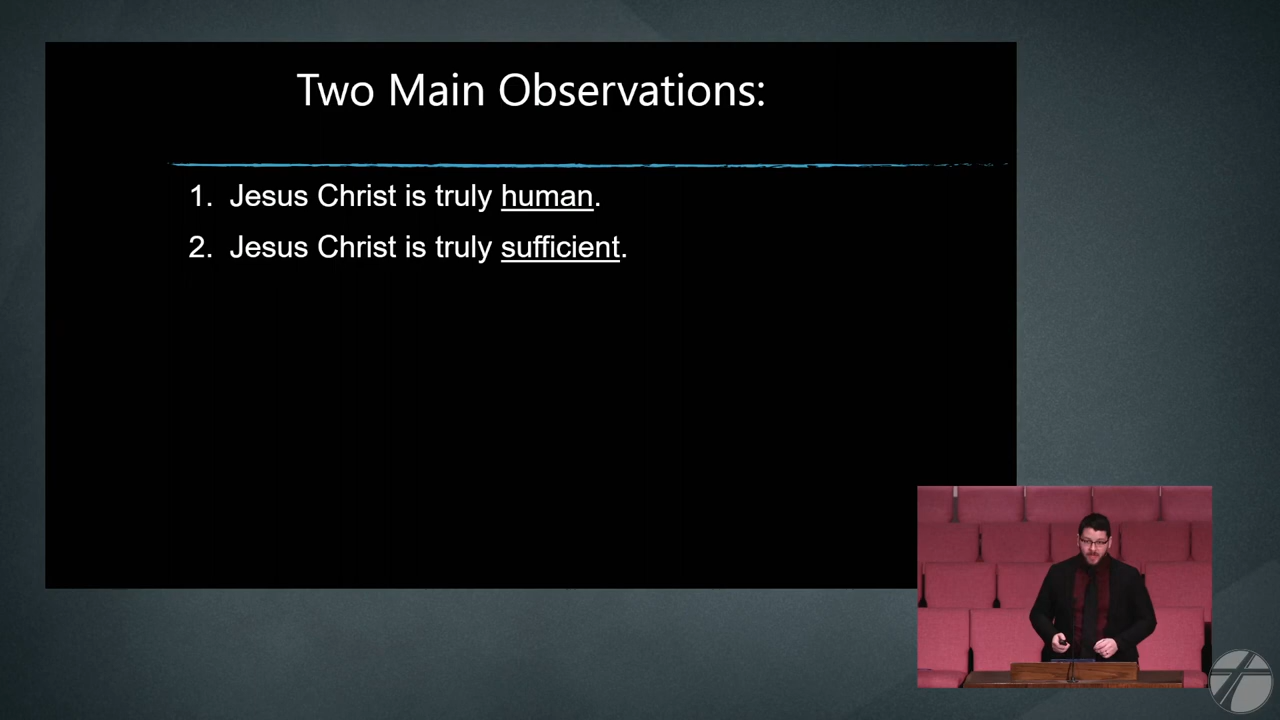 Two Main Observations:
1. Jesus Christ is truly human.
2. Jesus Christ is truly sufficient.